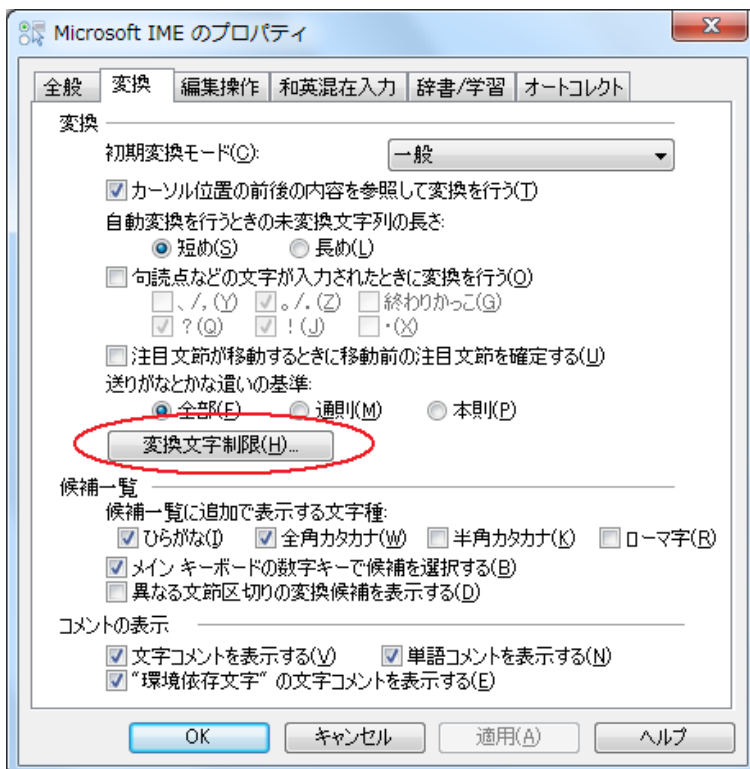 Microsoft IME のプロパティ
全般 変換 編集操作 和英混在入力 辞書/学習 オートコレクト
変換
初期変換モード(C): 一般
カーソル位置の前後の内容を参照して変換を行う(T)
自動変換を行うときの未変換文字列の長さ:
短め(S) 長め(L)
句読点などの文字が入力されたときに変換を行う(O)
、/,(Y) 。/.(Z) 終わりかっこ(G)
?(Q) !(J) ・(X)
注目文節が移動するときに移動前の注目文節を確定する(U)
送りがなとかな遣いの基準:
全部(F) 通則(M) 本則(P)
変換文字制限(H)...
候補一覧
候補一覧に追加で表示する文字種:
ひらがな(I) 全角カタカナ(W) 半角カタカナ(K) ローマ字(R)
メイン キーボードの数字キーで候補を選択する(B)
異なる文節区切りの変換候補を表示する(D)
コメントの表示
文字コメントを表示する(V) 単語コメントを表示する(N)
"環境依存文字" の文字コメントを表示する(E)
OK キャンセル 適用(A) ヘルプ